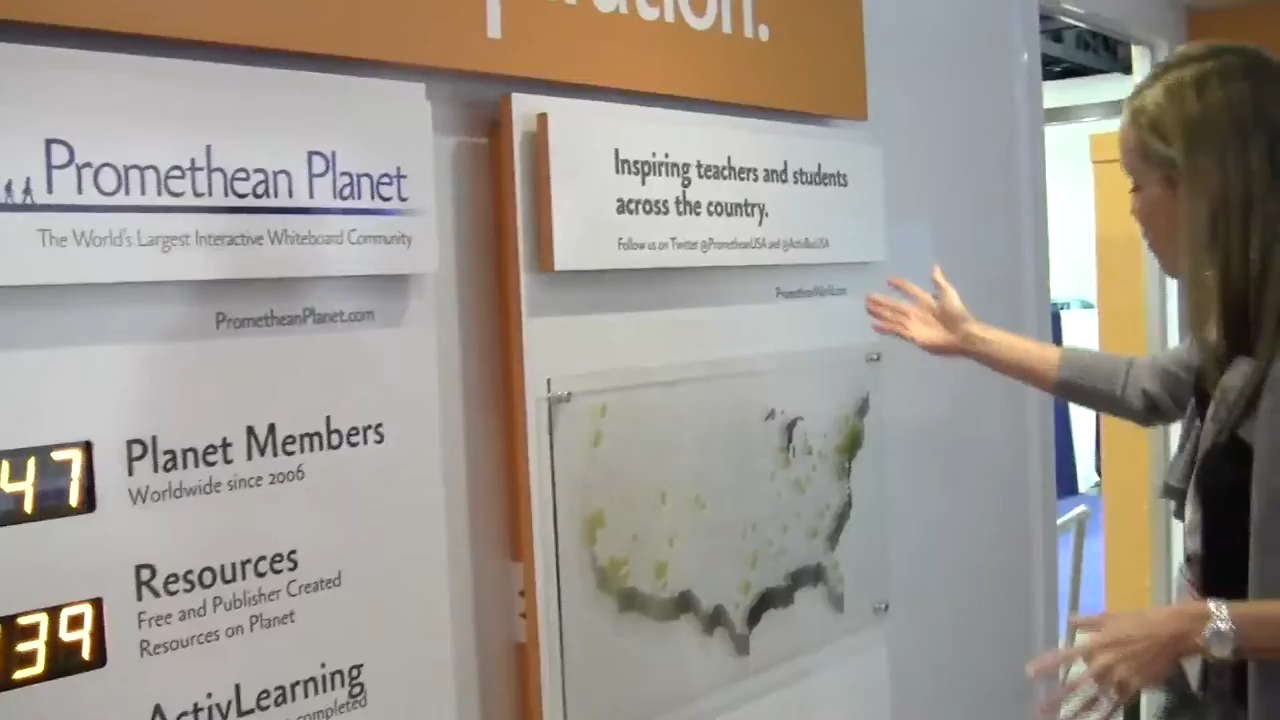 Promethean Planet
The World's Largest Interactive Whiteboard Community
PrometheanPlanet.com
47
Planet Members
Worldwide since 2006
39
Resources
Free and Publisher Created
Resources on Planet
ActivLearning
completed
Inspiring teachers and students
across the country.
Follow us on Twitter @PrometheanUSA and
PrometheanWorld.com